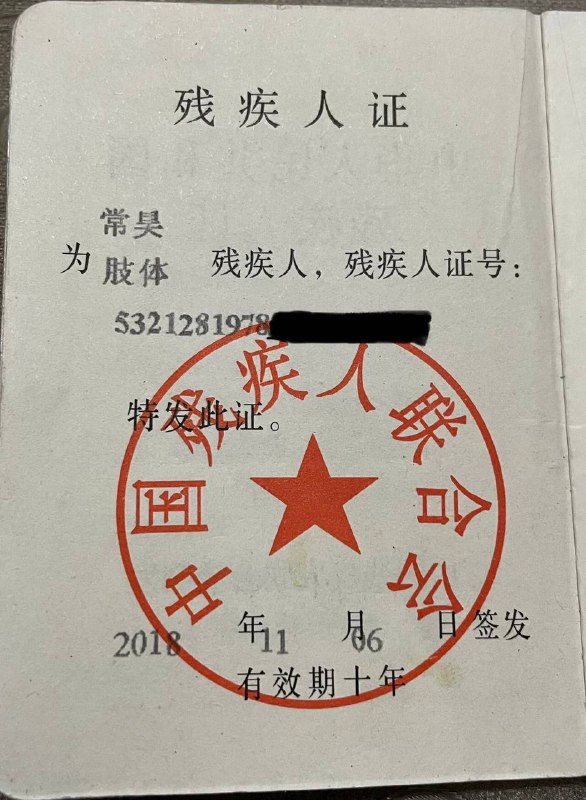 残疾人证
常昊
为 肢体 残疾人，残疾人证号：
5321281978
特发此证。
中国残疾人联合会
2018 年 11 月 06 日签发
有效期十年